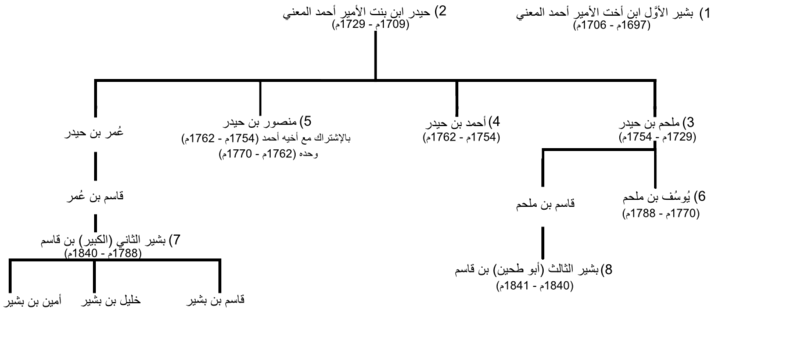 1) بشير الأوَّل ابن أخت الأمير أحمد المعني
(1697م - 1706م)
2) حيدر ابن بنت الأمير أحمد المعني
(1709م - 1729م)
3) ملحم بن حيدر
(1729م - 1754م)
4) أحمد بن حيدر
(1754م - 1762م)
5) منصور بن حيدر
بالإشتراك مع أخيه أحمد (1754م - 1762م)
وحده (1762م - 1770م)
عُمر بن حيدر
6) يُوسُف بن ملحم
(1770م - 1788م)
قاسم بن ملحم
قاسم بن عُمر
7) بشير الثاني (الكبير) بن قاسم
(1788م - 1840م)
8) بشير الثالث (أبو طحين) بن قاسم
(1840م - 1841م)
قاسم بن بشير
خليل بن بشير
أمين بن بشير